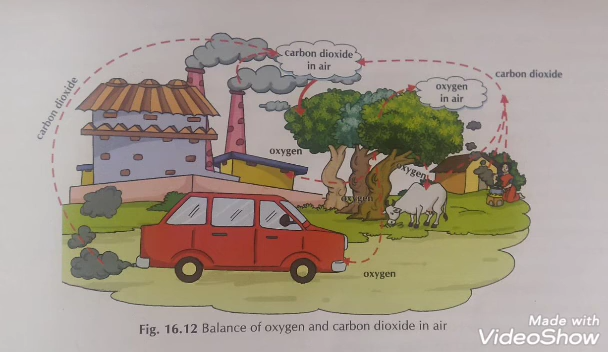 carbon dioxide
in air
carbon dioxide
carbon dioxide
oxygen
in air
oxygen
oxygen
oxygen
oxygen
Fig. 16.12 Balance of oxygen and carbon dioxide in air
Made with
VideoShow